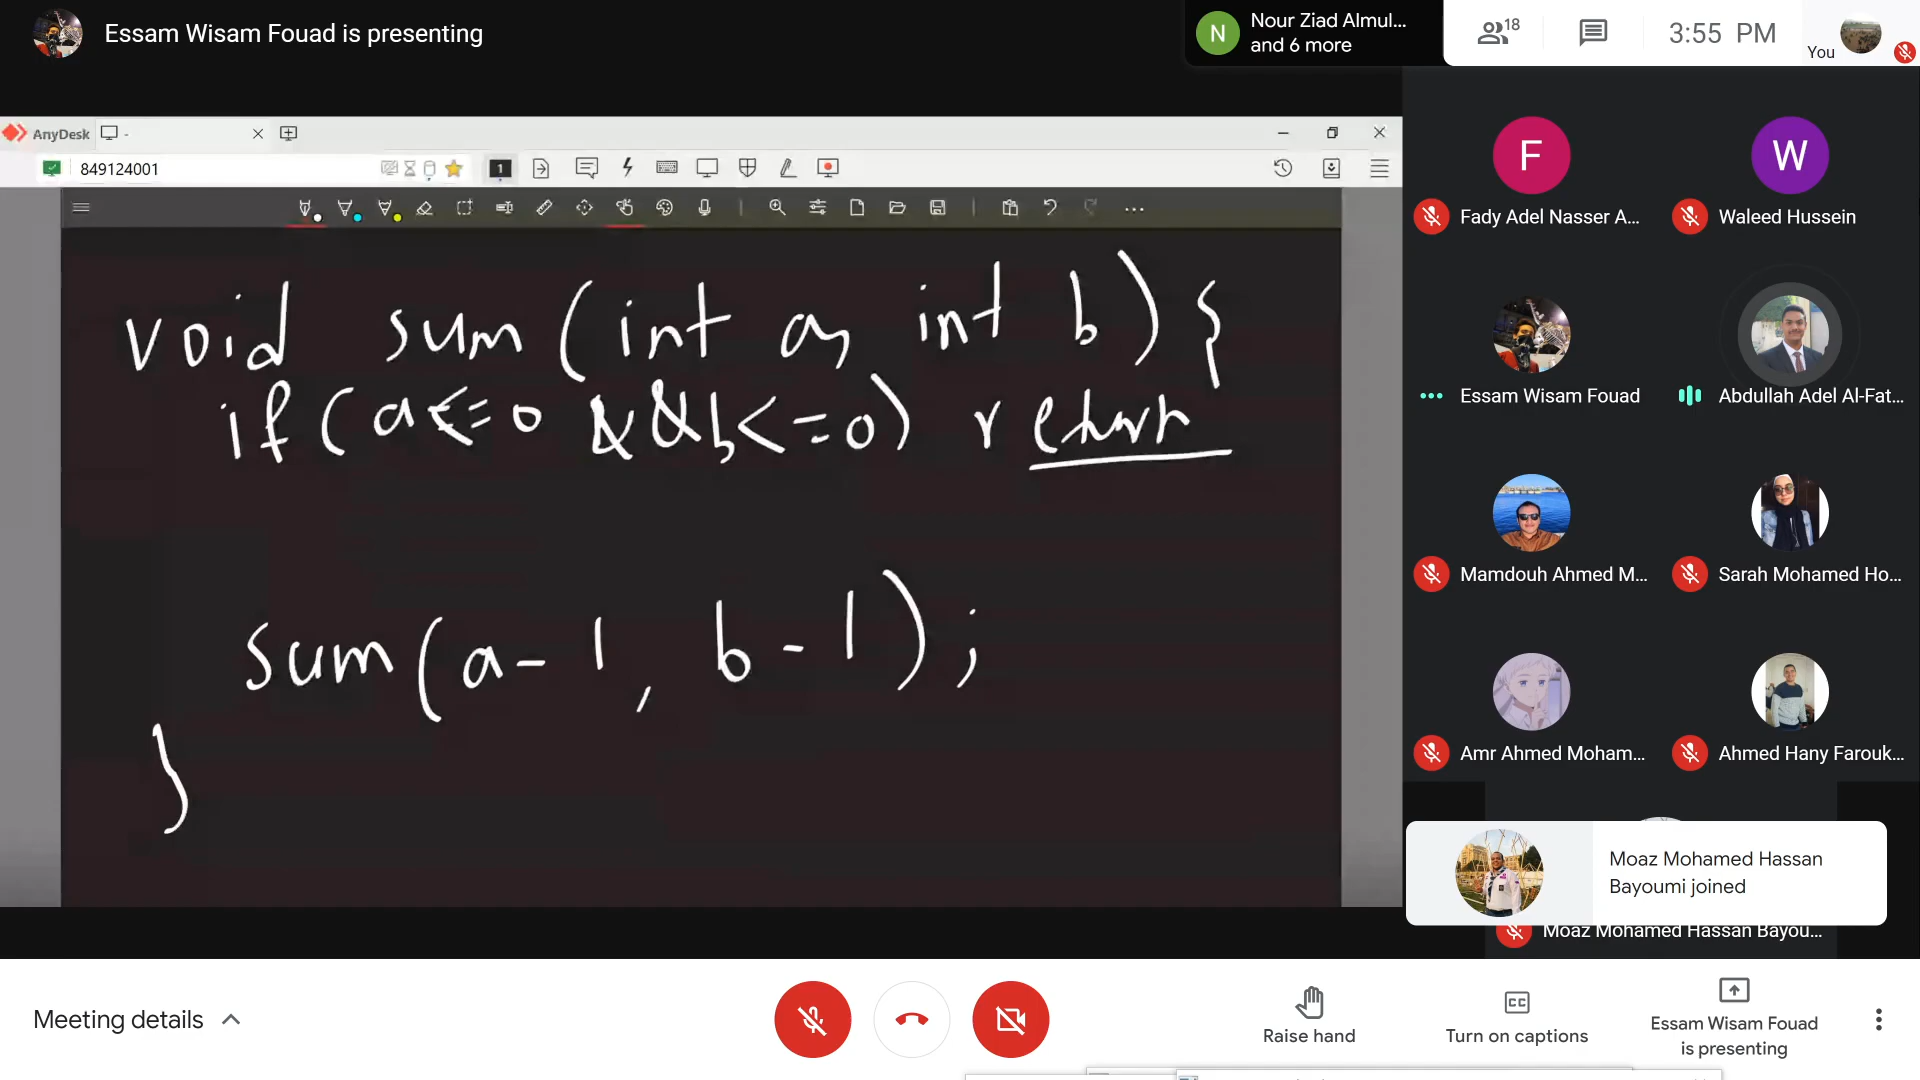 Essam Wisam Fouad is presenting
N
Nour Ziad Almul...
and 6 more
18
3:55 PM
You
AnyDesk
-
849124001
1
void sum(int a, int b){
if(a<=0 &&b<=0) return
sum(a-1, b-1);
}
F
Fady Adel Nasser A...
W
Waleed Hussein
Essam Wisam Fouad
Abdullah Adel Al-Fat...
Mamdouh Ahmed M...
Sarah Mohamed Ho...
Amr Ahmed Moham...
Ahmed Hany Farouk...
Moaz Mohamed Hassan
Bayoumi joined
Moaz Mohamed Hassan Bayou...
Meeting details
Raise hand
CC
Turn on captions
Essam Wisam Fouad
is presenting